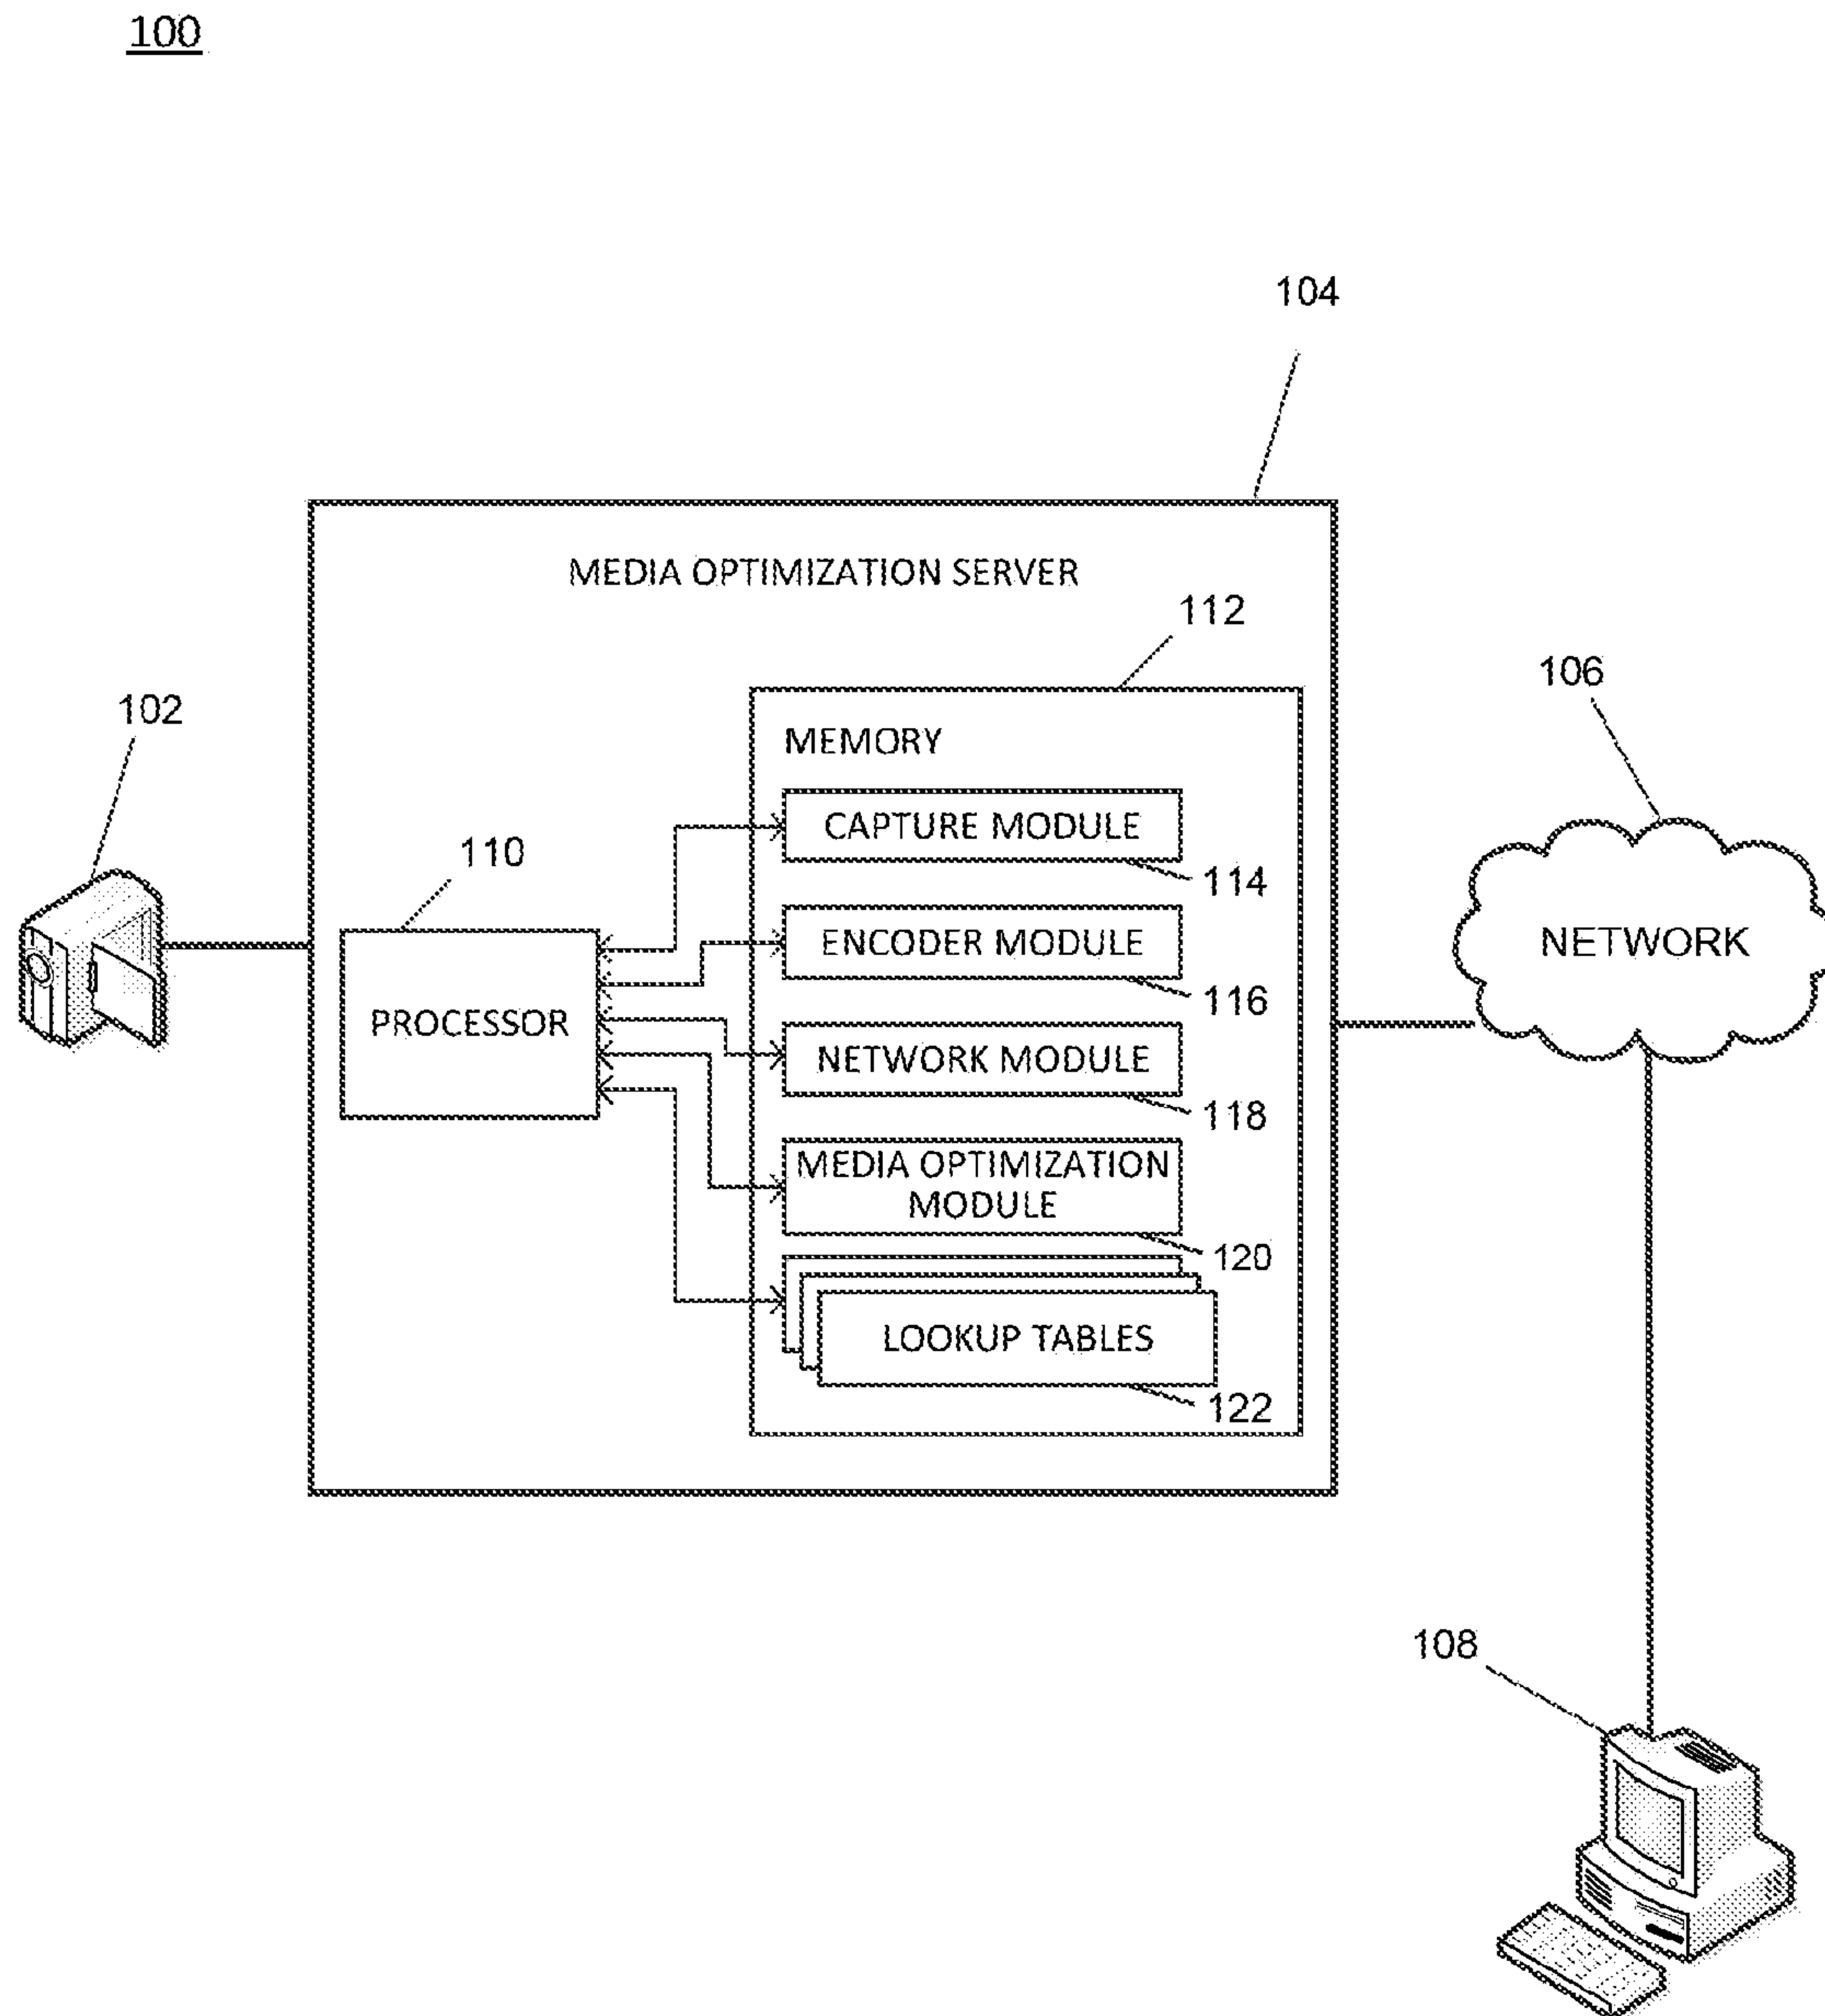 100
104
MEDIA OPTIMIZATION SERVER
112
106
102
MEMORY
110
CAPTURE MODULE
114
ENCODER MODULE
116
NETWORK
PROCESSOR
NETWORK MODULE
118
MEDIA OPTIMIZATION
MODULE
120
LOOKUP TABLES
122
108